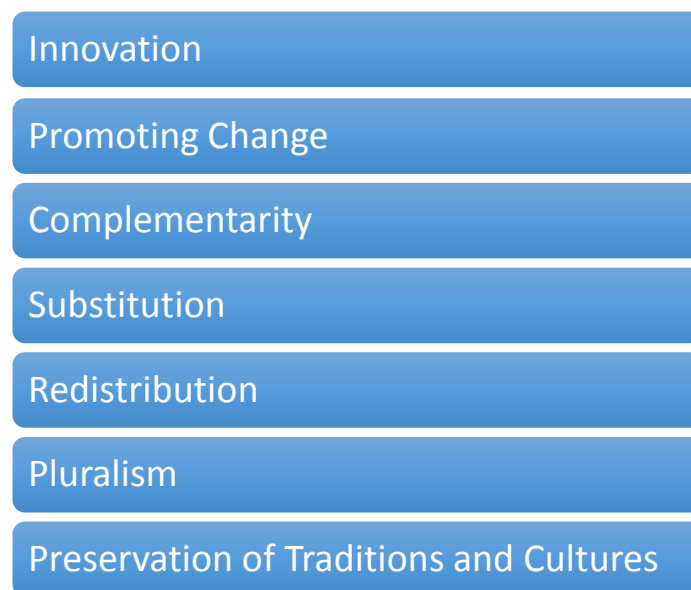 Innovation
Promoting Change
Complementarity
Substitution
Redistribution
Pluralism
Preservation of Traditions and Cultures